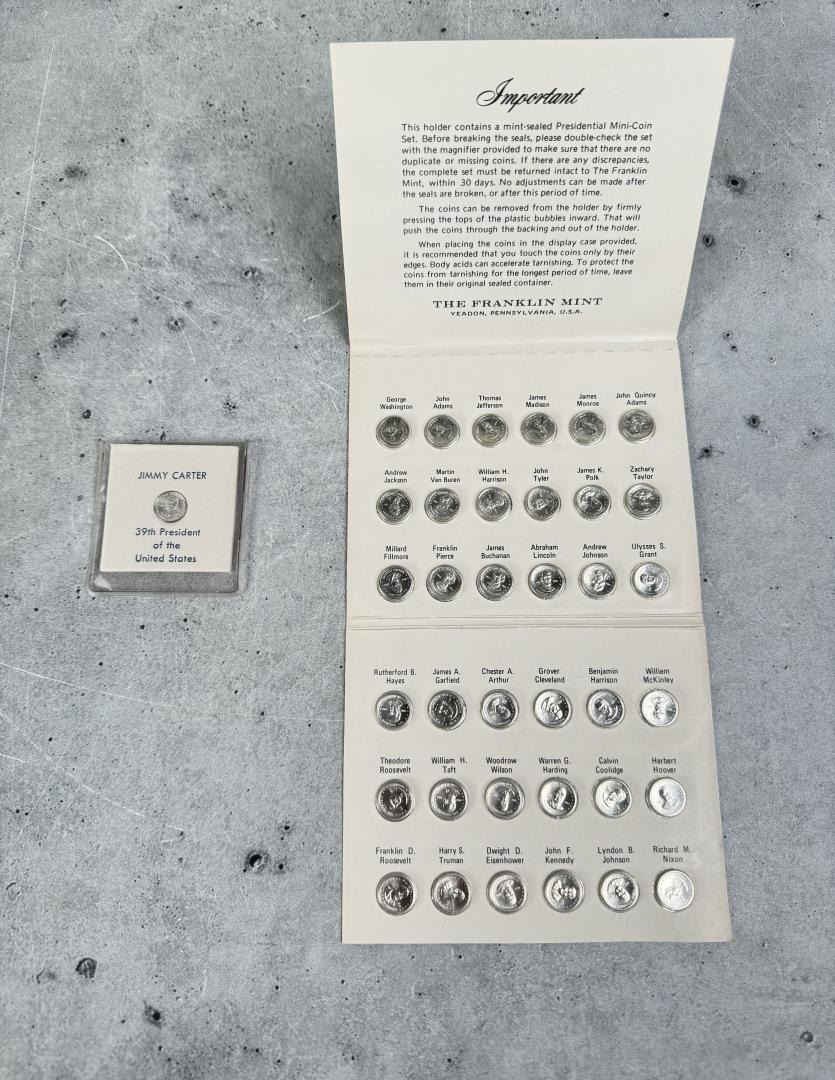 Important
This holder contains a mint-sealed Presidential Mini-Coin
Set. Before breaking the seals, please double-check the set
with the magnifier provided to make sure that there are no
duplicate or missing coins. If there are any discrepancies,
the complete set must be returned intact to The Franklin
Mint, within 30 days. No adjustments can be made after
the seals are broken, or after this period of time.
The coins can be removed from the holder by firmly
pressing the tops of the plastic bubbles inward. That will
push the coins through the backing and out of the holder.
When placing the coins in the display case provided,
it is recommended that you touch the coins only by their
edges. Body acids can accelerate tarnishing. To protect the
coins from tarnishing for the longest period of time, leave
them in their original sealed container.
THE FRANKLIN MINT
YEADON, PENNSYLVANIA, U.S.A.
George
Washington
John
Adams
Thomas
Jefferson
James
Madison
James
Monroe
John Quincy
Adams
Andrew
Jackson
Martin
Van Buren
William H.
Harrison
John
Tyler
James K.
Polk
Zachary
Taylor
Millard
Fillmore
Franklin
Pierce
James
Buchanan
Abraham
Lincoln
Andrew
Johnson
Ulysses S.
Grant
Rutherford B.
Hayes
James A.
Garfield
Chester A.
Arthur
Grover
Cleveland
Benjamin
Harrison
William
McKinley
Theodore
Roosevelt
William H.
Taft
Woodrow
Wilson
Warren G.
Harding
Calvin
Coolidge
Herbert
Hoover
Franklin D.
Roosevelt
Harry S.
Truman
Dwight D.
Eisenhower
John F.
Kennedy
Lyndon B.
Johnson
Richard M.
Nixon
JIMMY CARTER
39th President
of the
United States